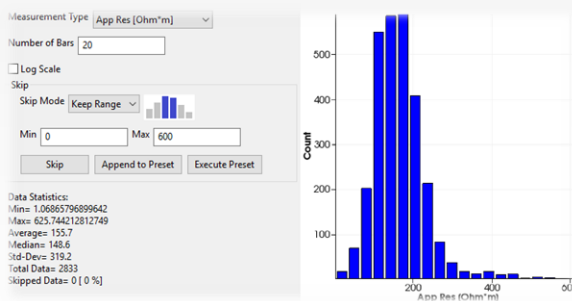 Measurement Type App Res [Ohm*m]
Number of Bars 20
Log Scale
Skip
Skip Mode Keep Range
Min 0 Max 600
Skip Append to Preset Execute Preset
Data Statistics:
Min= 1.06865796899642
Max= 625.744212812749
Average= 155.7
Median= 148.6
Std-Dev= 319.2
Total Data= 2833
Skipped Data= 0 [ 0 %]
500
400
300
200
100
Count
200 400
App Res [Ohm*m]